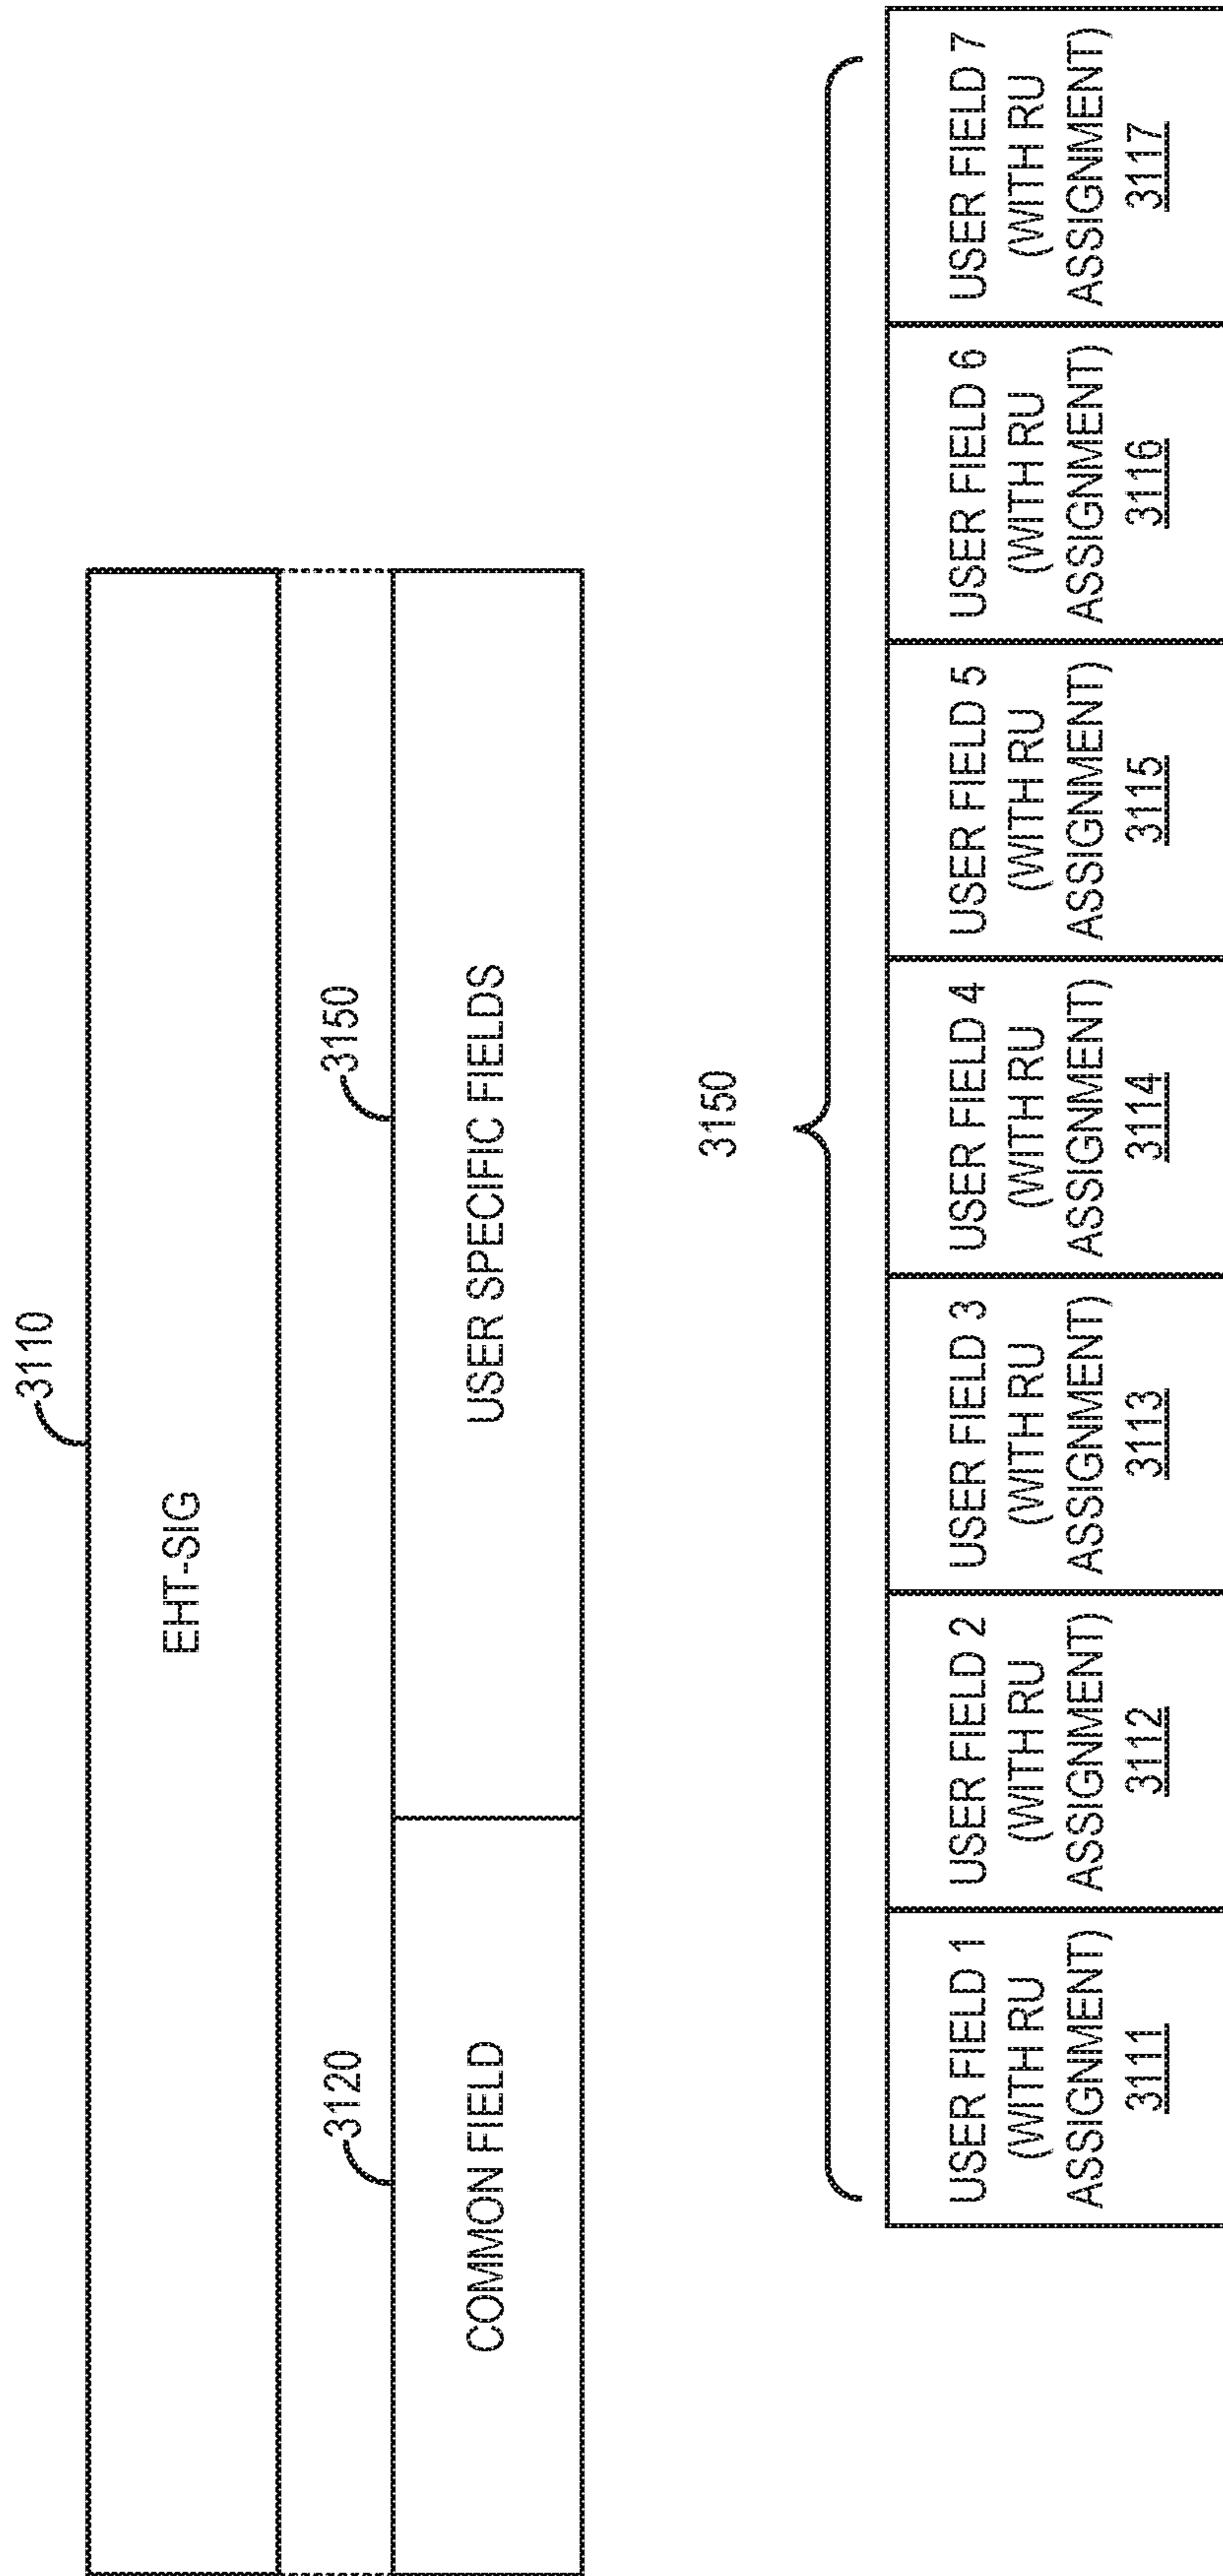 3110
EHT-SIG
3120
3150
COMMON FIELD
USER SPECIFIC FIELDS
3150
USER FIELD 1
(WITH RU
ASSIGNMENT)
3111
USER FIELD 2
(WITH RU
ASSIGNMENT)
3112
USER FIELD 3
(WITH RU
ASSIGNMENT)
3113
USER FIELD 4
(WITH RU
ASSIGNMENT)
3114
USER FIELD 5
(WITH RU
ASSIGNMENT)
3115
USER FIELD 6
(WITH RU
ASSIGNMENT)
3116
USER FIELD 7
(WITH RU
ASSIGNMENT)
3117